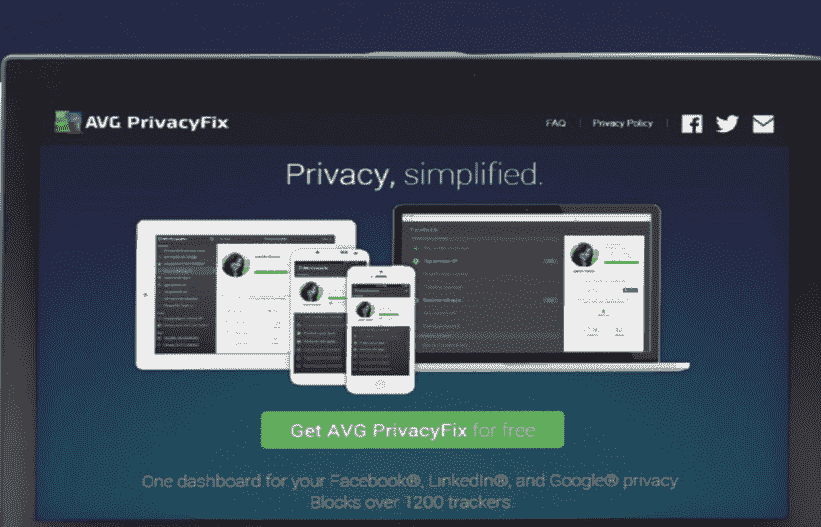 AVG PrivacyFix
FAQ
Privacy Policy
Privacy, simplified.
Get AVG PrivacyFix for free
One dashboard for your Facebook®, LinkedIn®, and Google® privacy
Blocks over 1200 trackers.